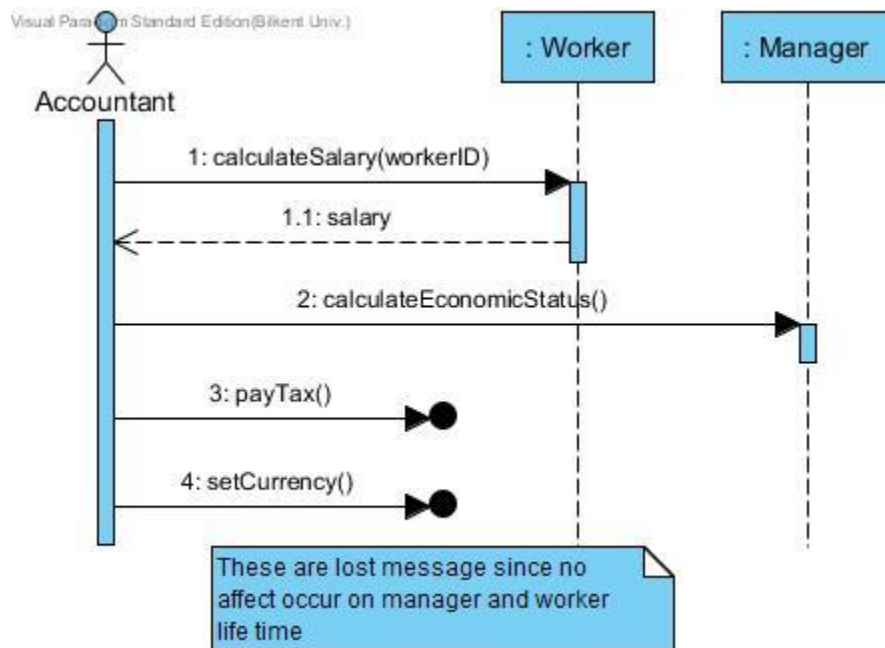 Visual Paradigm Standard Edition(Bilkent Univ.)
: Worker
: Manager
Accountant
1: calculateSalary(workerID)
1.1: salary
2: calculateEconomicStatus()
3: payTax()
4: setCurrency()
These are lost message since no
affect occur on manager and worker
life time